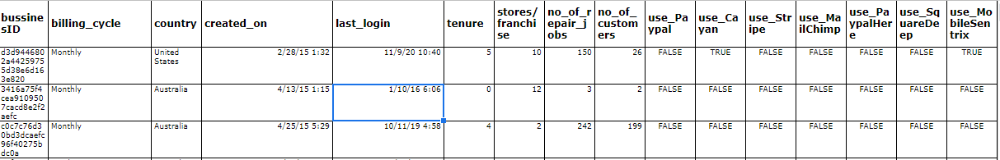 bussinesID billing_cycle country created_on last_login tenure stores/franchise no_of_repair_jobs no_of_customers use_Paypal use_Cayan use_Stripe use_MailChimp use_PaypalHere use_SquareDeep use_MobileSentrix
d3d9446802a44259755d38e6d163e820 Monthly United States 2/28/15 1:32 11/9/20 10:40 5 10 150 26 FALSE TRUE FALSE FALSE FALSE FALSE TRUE
3416a75f4cea9109507cacd8e2f2aefc Monthly Australia 4/13/15 1:15 1/10/16 6:06 0 12 3 2 FALSE FALSE FALSE FALSE FALSE FALSE FALSE
c0c7c76d30bd3dcaefc96f40275bdc0a Monthly Australia 4/25/15 5:29 10/11/19 4:58 4 2 242 199 FALSE FALSE FALSE FALSE FALSE FALSE FALSE